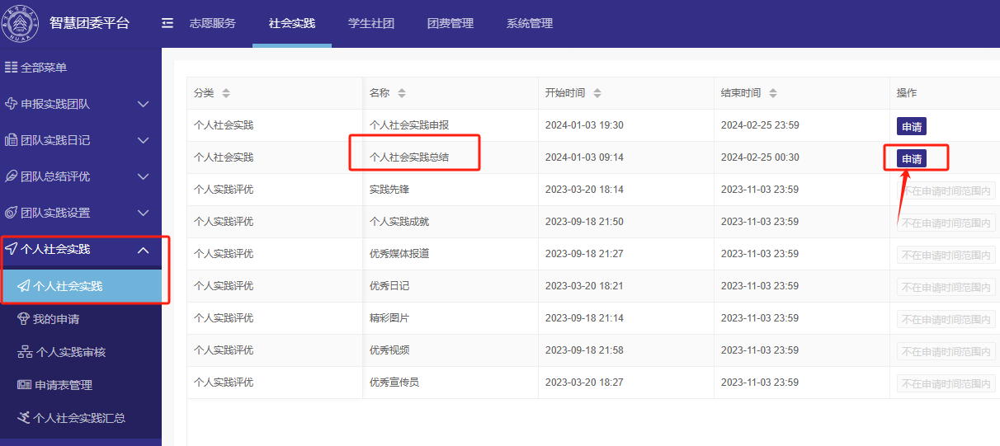 智慧团委平台 志愿服务 社会实践 学生社团 团费管理 系统管理
NUAA
全部菜单
申报实践团队
团队实践日记
团队总结评优
团队实践设置
个人社会实践
个人社会实践
我的申请
个人实践审核
申请表管理
个人社会实践汇总
分类 名称 开始时间 结束时间 操作
个人社会实践 个人社会实践申报 2024-01-03 19:30 2024-02-25 23:59 申请
个人社会实践 个人社会实践总结 2024-01-03 09:14 2024-02-25 00:30 申请
个人实践评优 实践先锋 2023-03-20 18:14 2023-11-03 23:59 不在申请时间范围内
个人实践评优 个人实践成就 2023-09-18 21:50 2023-11-03 23:59 不在申请时间范围内
个人实践评优 优秀媒体报道 2023-09-18 21:27 2023-11-03 23:59 不在申请时间范围内
个人实践评优 优秀日记 2023-03-20 18:21 2023-11-03 23:59 不在申请时间范围内
个人实践评优 精彩图片 2023-09-18 21:14 2023-11-03 23:59 不在申请时间范围内
个人实践评优 优秀视频 2023-09-18 21:58 2023-11-03 23:59 不在申请时间范围内
个人实践评优 优秀宣传员 2023-03-20 18:27 2023-11-03 23:59 不在申请时间范围内